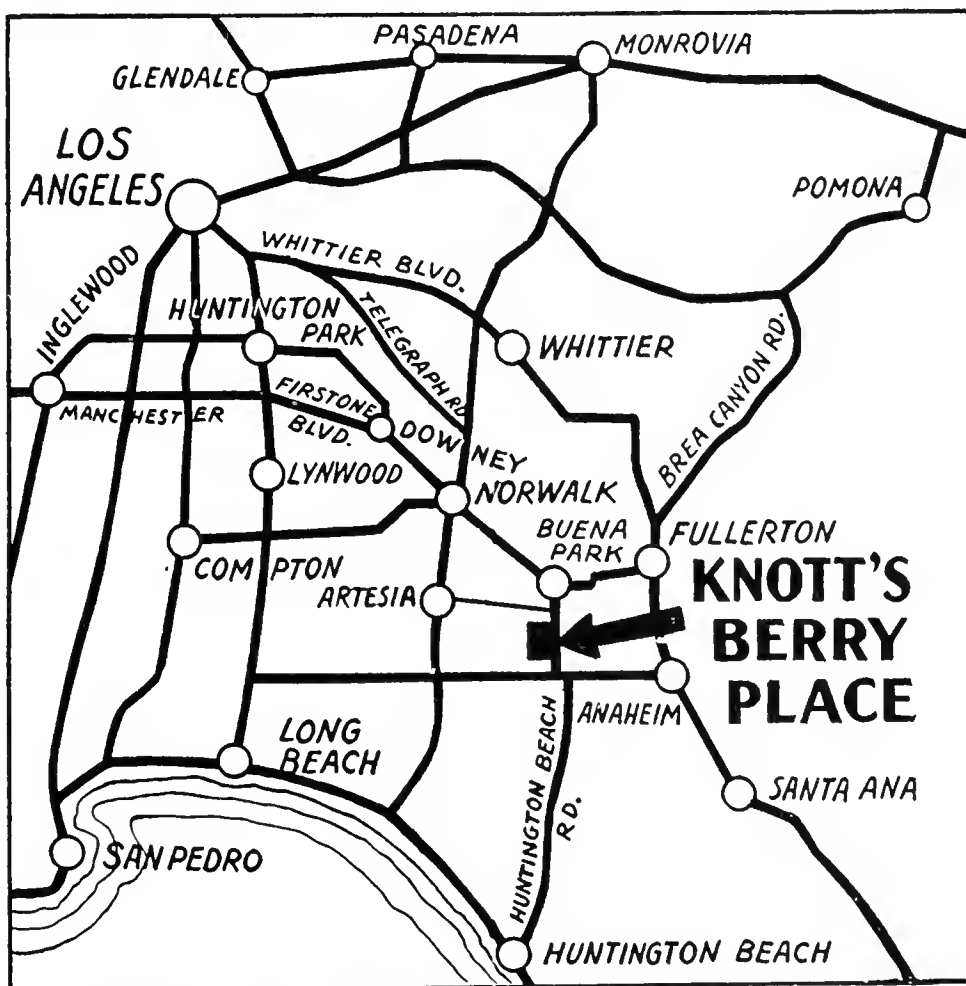 PASADENA
MONROVIA
GLENDALE
LOS
ANGELES
POMONA
WHITTIER BLVD.
INGLEWOOD
HUNTINGTON
PARK
TELEGRAPH RD.
WHITTIER
BREA CANYON RD.
MANCHESTER
FIRSTONE
BLVD.
DOWNEY
LYNWOOD
NORWALK
BUENA
PARK
FULLERTON
COMPTON
ARTESIA
KNOTT'S
BERRY
PLACE
ANAHEIM
LONG
BEACH
HUNTINGTON BEACH
RD.
SANTA ANA
SAN PEDRO
HUNTINGTON BEACH